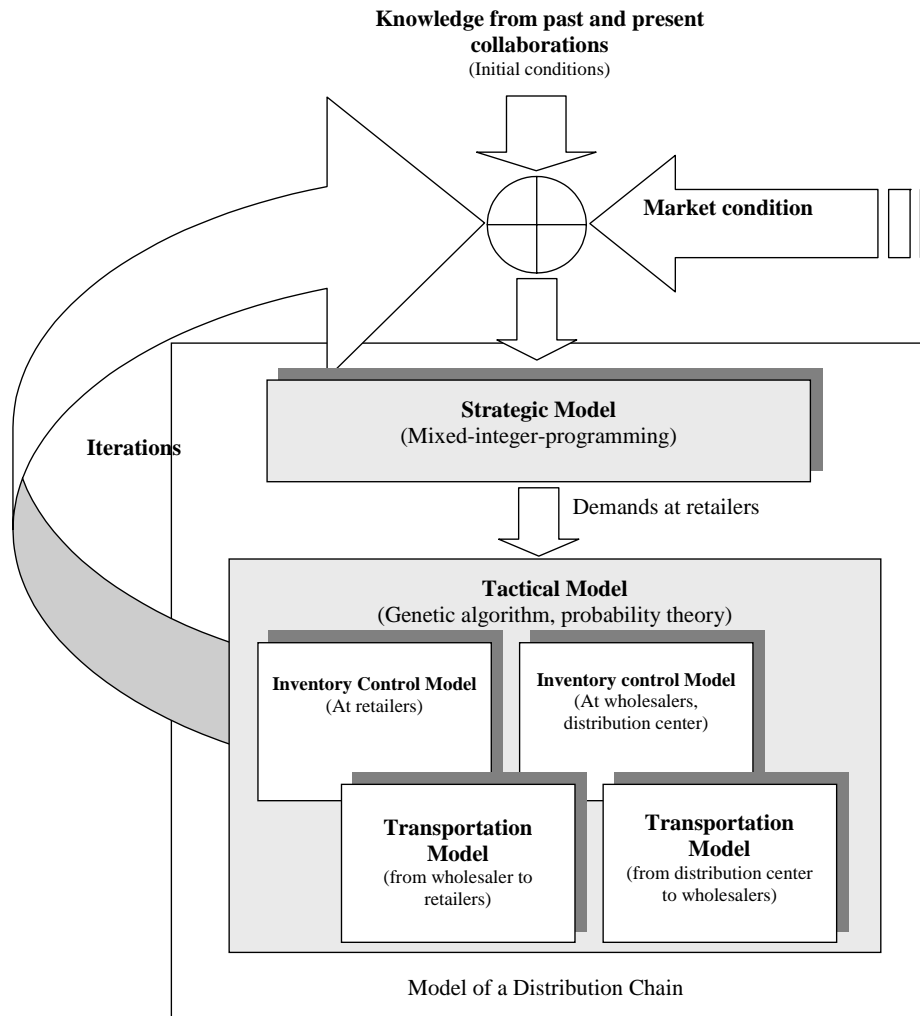 Knowledge from past and present
collaborations
(Initial conditions)
Market condition
Strategic Model
(Mixed-integer-programming)
Iterations
Demands at retailers
Tactical Model
(Genetic algorithm, probability theory)
Inventory Control Model
(At retailers)
Inventory control Model
(At wholesalers,
distribution center)
Transportation
Model
(from wholesaler to
retailers)
Transportation
Model
(from distribution center
to wholesalers)
Model of a Distribution Chain